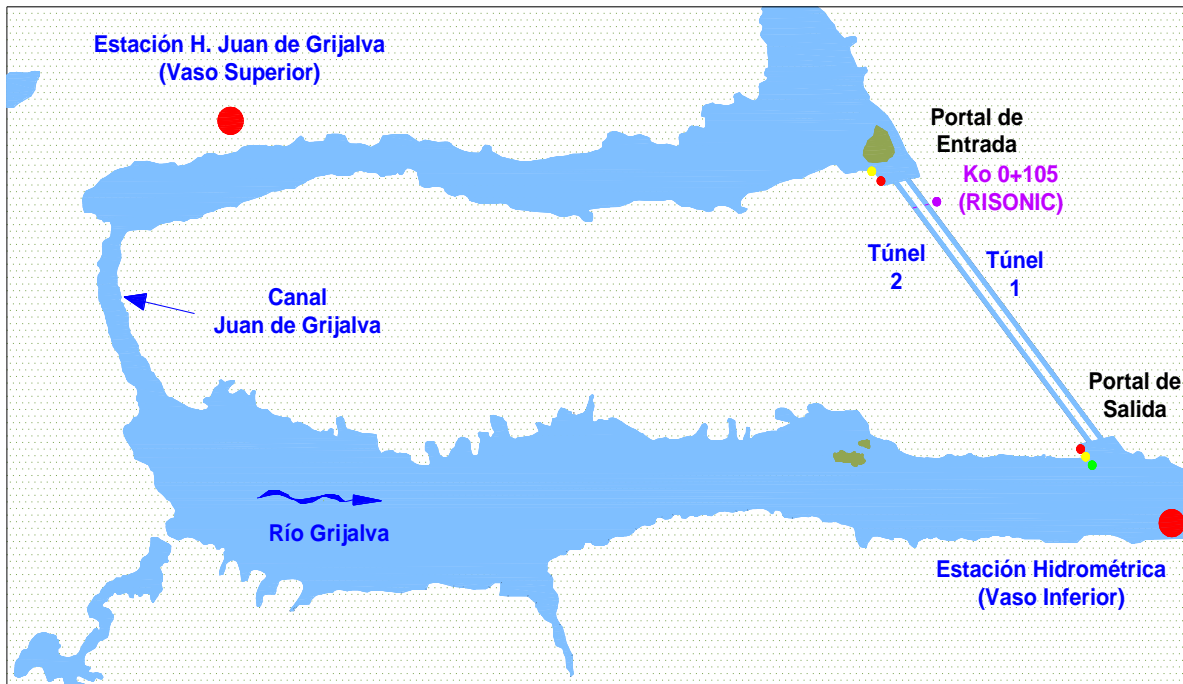 Estación H. Juan de Grijalva
(Vaso Superior)
Portal de
Entrada
Ko 0+105
(RISONIC)
Túnel
2
Túnel
1
Canal
Juan de Grijalva
Portal de
Salida
Río Grijalva
Estación Hidrométrica
(Vaso Inferior)